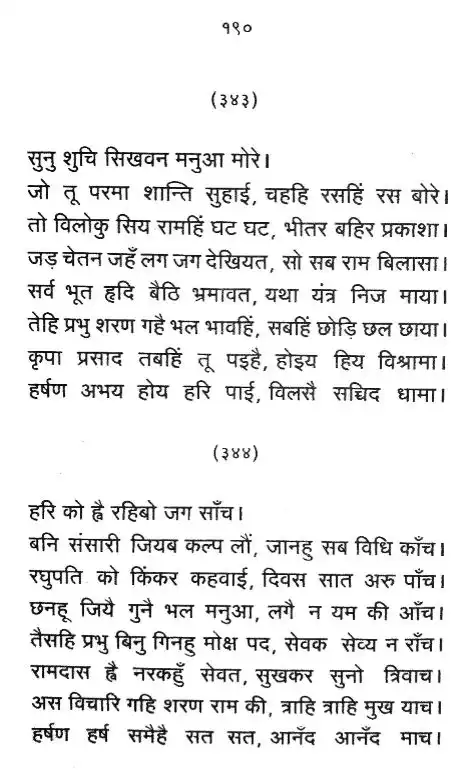 १९०
(३४३)
सुनु शुचि सिखवन मनुआ मोरे।
जो तू परमा शान्ति सुहाई, चहहि रसहिं रस बोरे।
तो विलोकु सिय रामहिं घट घट, भीतर बहिर प्रकाशा।
जड़ चेतन जहँ लग जग देखियत, सो सब राम बिलासा।
सर्व भूत हृदि बैठि भ्रमावत, यथा यंत्र निज माया।
तेहि प्रभु शरण गहै भल भावहिं, सबहिं छोड़ि छल छाया।
कृपा प्रसाद तबहिं तू पइहै, होइय हिय विश्रामा।
हर्षण अभय होय हरि पाई, विलसै सच्चिद धामा।
(३४४)
हरि को ह्वै रहिबो जग साँच।
बनि संसारी जियब कल्प लौं, जानहु सब विधि काँच।
रघुपति को किंकर कहवाई, दिवस सात अरु पाँच।
छनहू जियै गुनै भल मनुआ, लगै न यम की आँच।
तैसहि प्रभु बिनु गिनहु मोक्ष पद, सेवक सेव्य न राँच।
रामदास ह्वै नरकहुँ सेवत, सुखकर सुनो त्रिवाच।
अस विचारि गहि शरण राम की, त्राहि त्राहि मुख याच।
हर्षण हर्ष समैहै सत सत, आनँद आनँद माच।